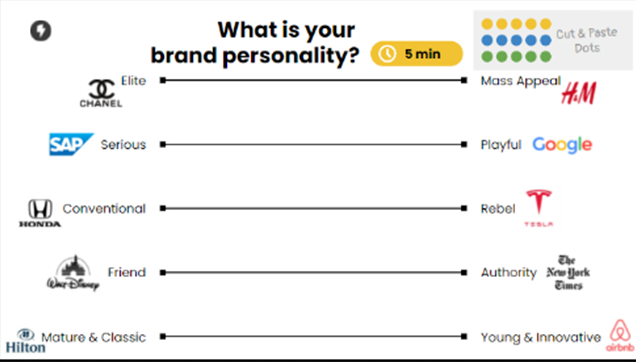 What is your
brand personality?
5 min
Cut & Paste
Dots
Elite
CHANEL
Mass Appeal
H&M
SAP
Serious
Playful
Google
HONDA
Conventional
Rebel
TESLA
Walt Disney
Friend
Authority
The
New York
Times
Hilton
Mature & Classic
Young & Innovative
airbnb